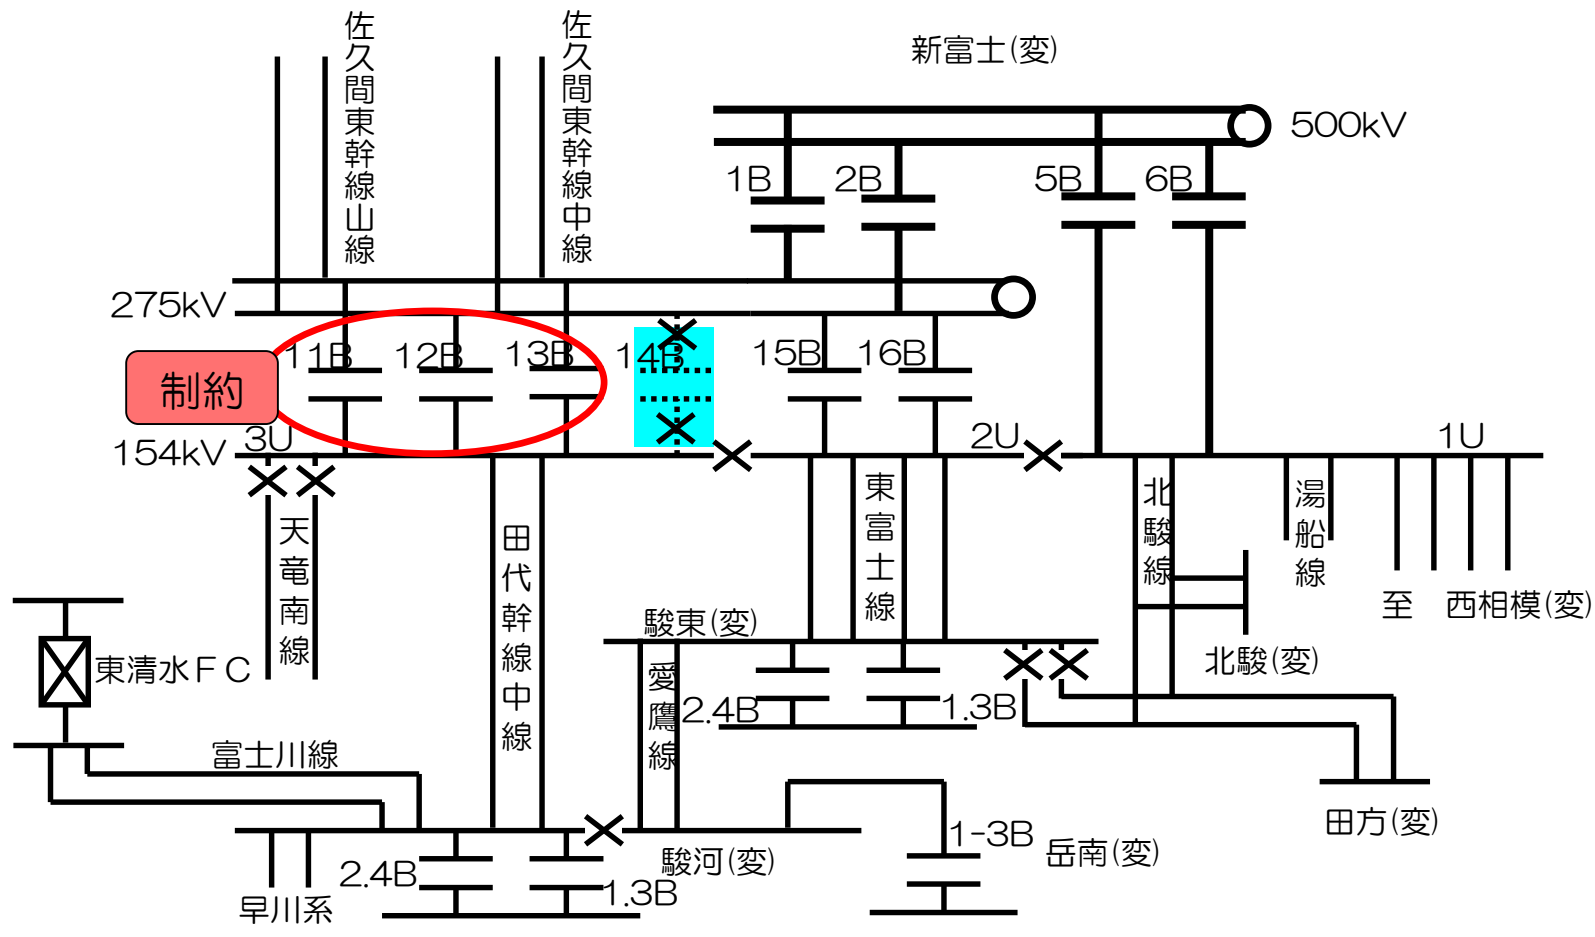 新富士(変)
佐久間東幹線山線
佐久間東幹線中線
500kV
1B
2B
5B
6B
275kV
11B
12B
13B
14B
15B
16B
制約
154kV
3U
2U
1U
天竜南線
田代幹線中線
東富士線
北駿線
湯船線
至 西相模(変)
駿東(変)
北駿(変)
東清水FC
愛鷹線
2.4B
1.3B
富士川線
田方(変)
駿河(変)
1-3B
岳南(変)
2.4B
1.3B
早川系